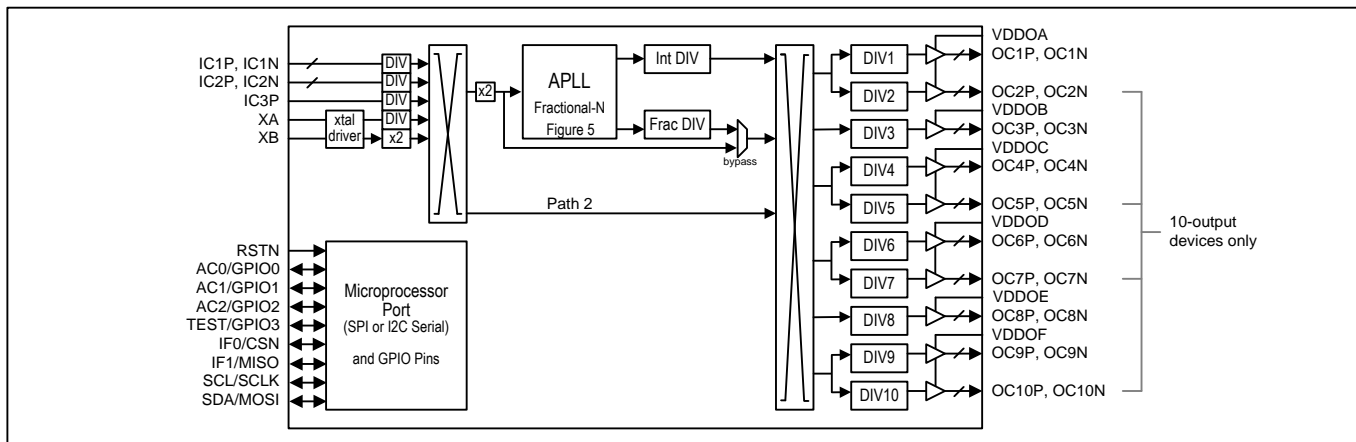 IC1P, IC1N
IC2P, IC2N
IC3P
XA
XB
xtal
driver
DIV
DIV
DIV
DIV
x2
x2
APLL
Fractional-N
Figure 5
Int DIV
Frac DIV
bypass
Path 2
RSTN
AC0/GPIO0
AC1/GPIO1
AC2/GPIO2
TEST/GPIO3
IF0/CSN
IF1/MISO
SCL/SCLK
SDA/MOSI
Microprocessor
Port
(SPI or I2C Serial)
and GPIO Pins
DIV1
DIV2
DIV3
DIV4
DIV5
DIV6
DIV7
DIV8
DIV9
DIV10
VDDOA
OC1P, OC1N
OC2P, OC2N
VDDOB
OC3P, OC3N
VDDOC
OC4P, OC4N
OC5P, OC5N
VDDOD
OC6P, OC6N
OC7P, OC7N
VDDOE
OC8P, OC8N
VDDOF
OC9P, OC9N
OC10P, OC10N
10-output
devices only